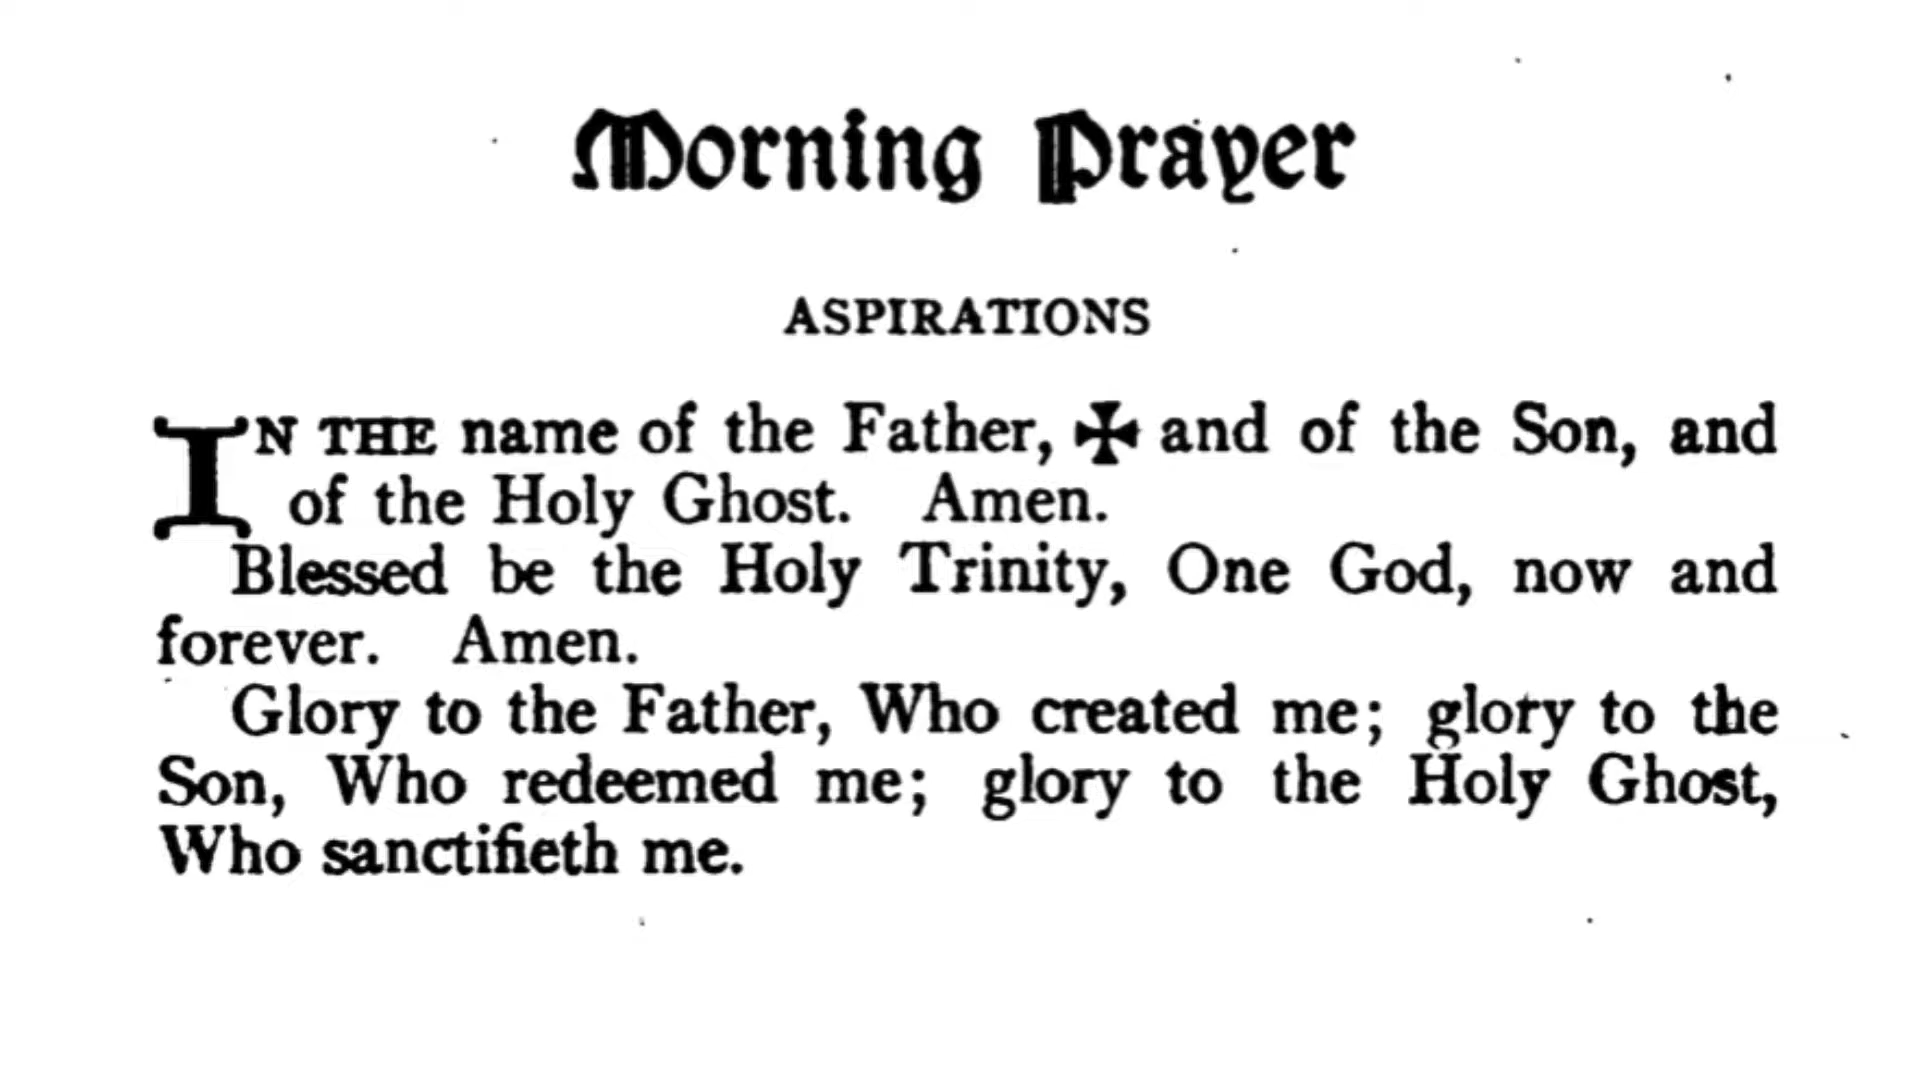 Morning Prayer
ASPIRATIONS
IN THE name of the Father, ✠ and of the Son, and
of the Holy Ghost. Amen.
Blessed be the Holy Trinity, One God, now and
forever. Amen.
Glory to the Father, Who created me; glory to the
Son, Who redeemed me; glory to the Holy Ghost,
Who sanctifieth me.